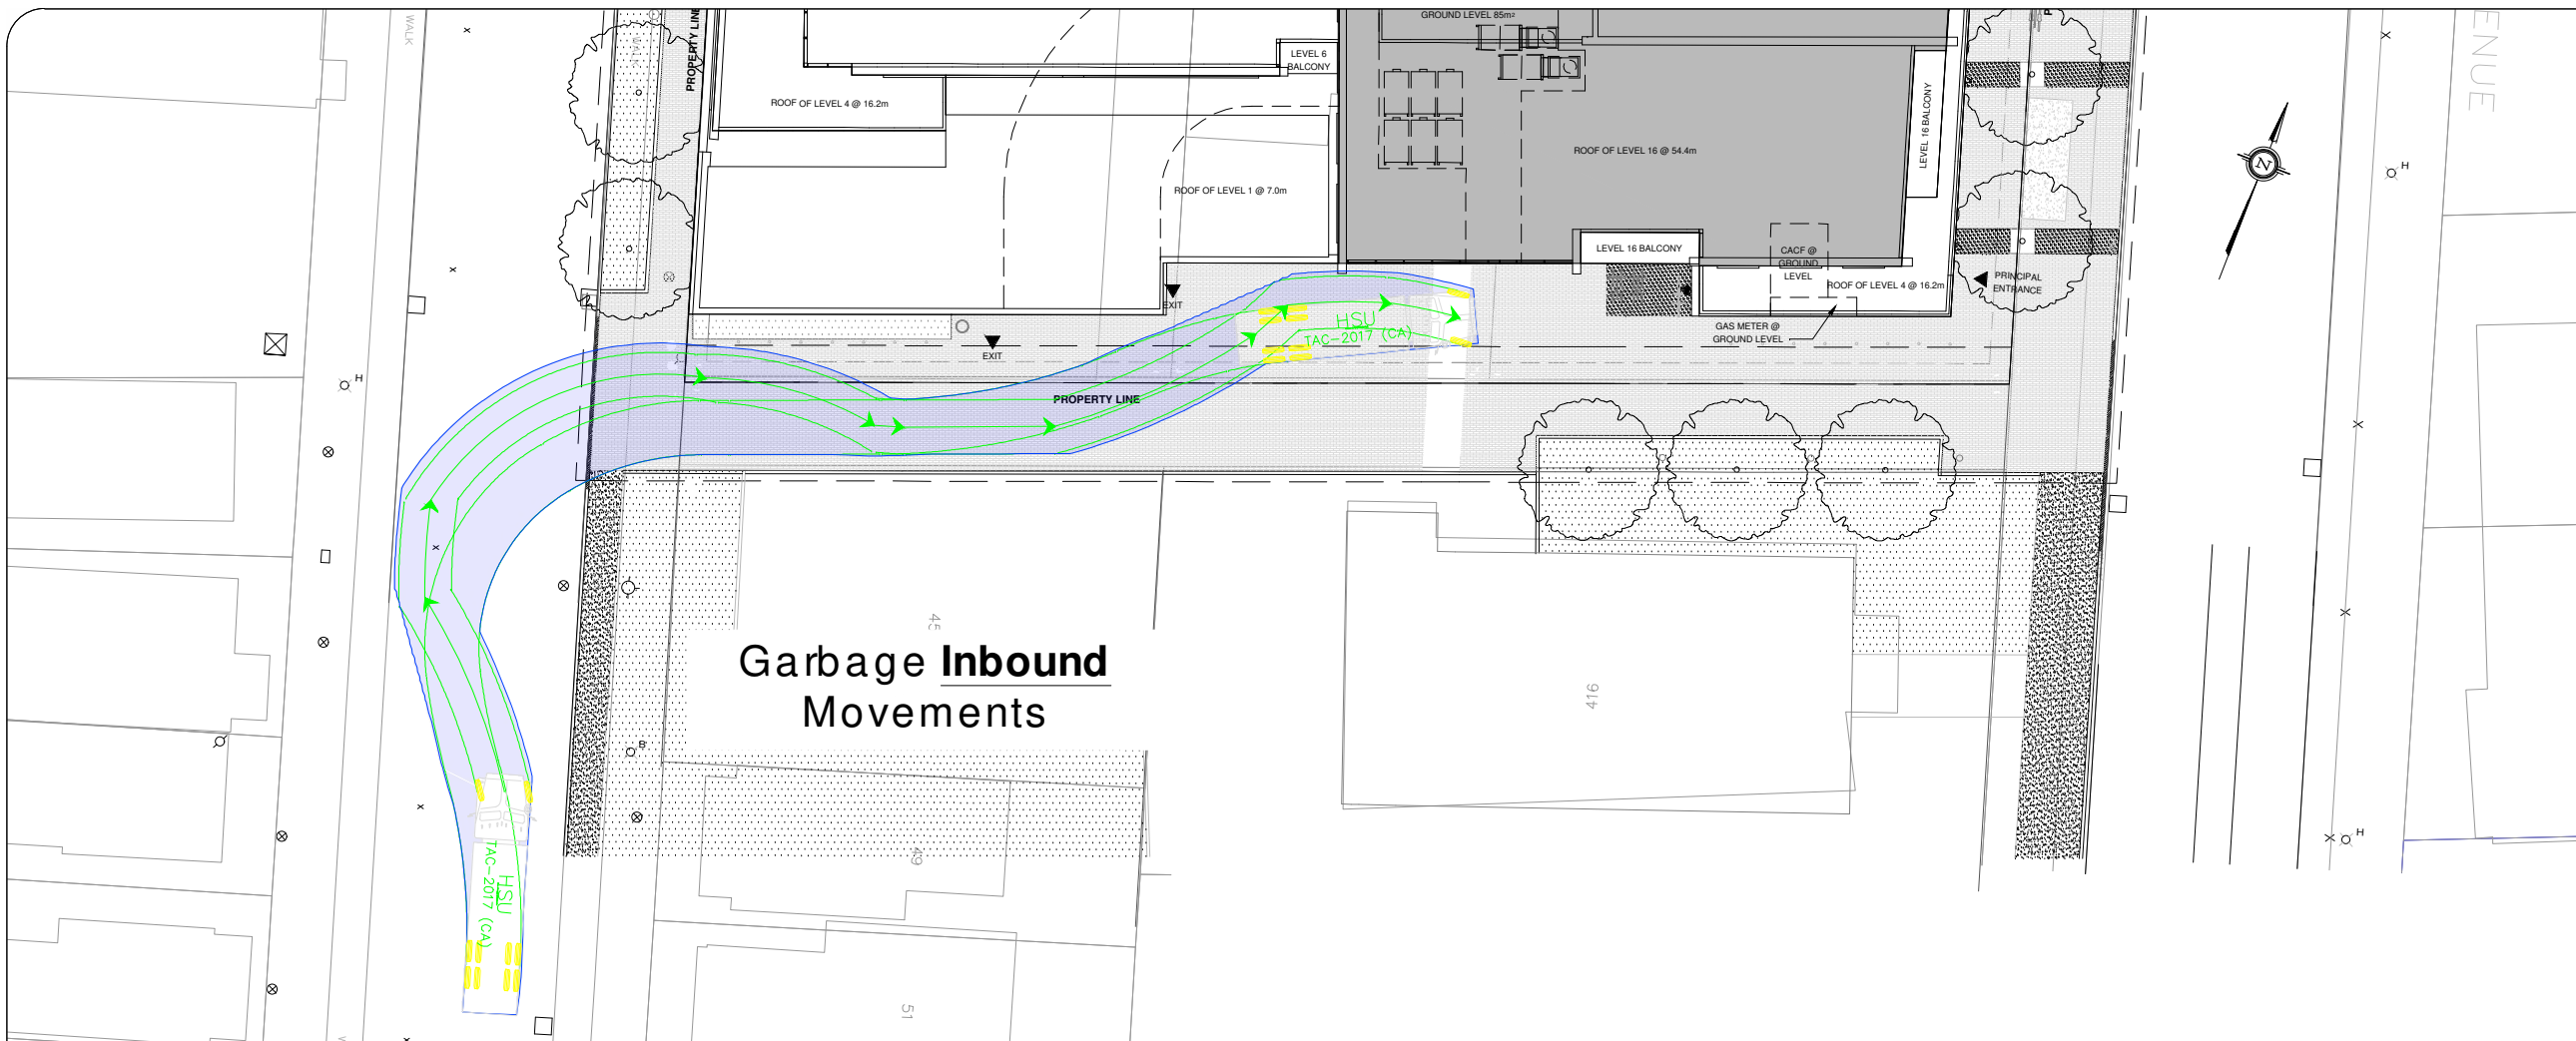 WALK
WALK
PROPERTY LINE
GROUND LEVEL 85m²
LEVEL 6
BALCONY
ENUE
ROOF OF LEVEL 4 @ 16.2m
LEVEL 16 BALCONY
ROOF OF LEVEL 16 @ 54.4m
N
H
ROOF OF LEVEL 1 @ 7.0m
LEVEL 16 BALCONY
CACF @
GROUND
LEVEL
PRINCIPAL
ENTRANCE
ROOF OF LEVEL 4 @ 16.2m
EXIT
EXIT
HSU
TAC-2017 (CA)
GAS METER @
GROUND LEVEL
H
PROPERTY LINE
45
Garbage Inbound
Movements
416
B
H
49
HSU
TAC-2017 (CA)
51